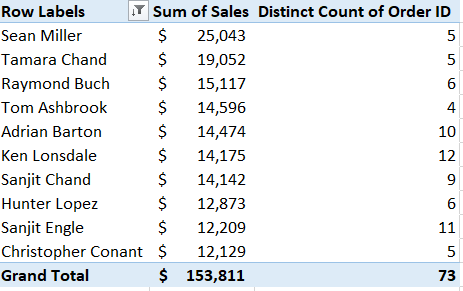 Row Labels Sum of Sales Distinct Count of Order ID
Sean Miller $ 25,043 5
Tamara Chand $ 19,052 5
Raymond Buch $ 15,117 6
Tom Ashbrook $ 14,596 4
Adrian Barton $ 14,474 10
Ken Lonsdale $ 14,175 12
Sanjit Chand $ 14,142 9
Hunter Lopez $ 12,873 6
Sanjit Engle $ 12,209 11
Christopher Conant $ 12,129 5
Grand Total $ 153,811 73